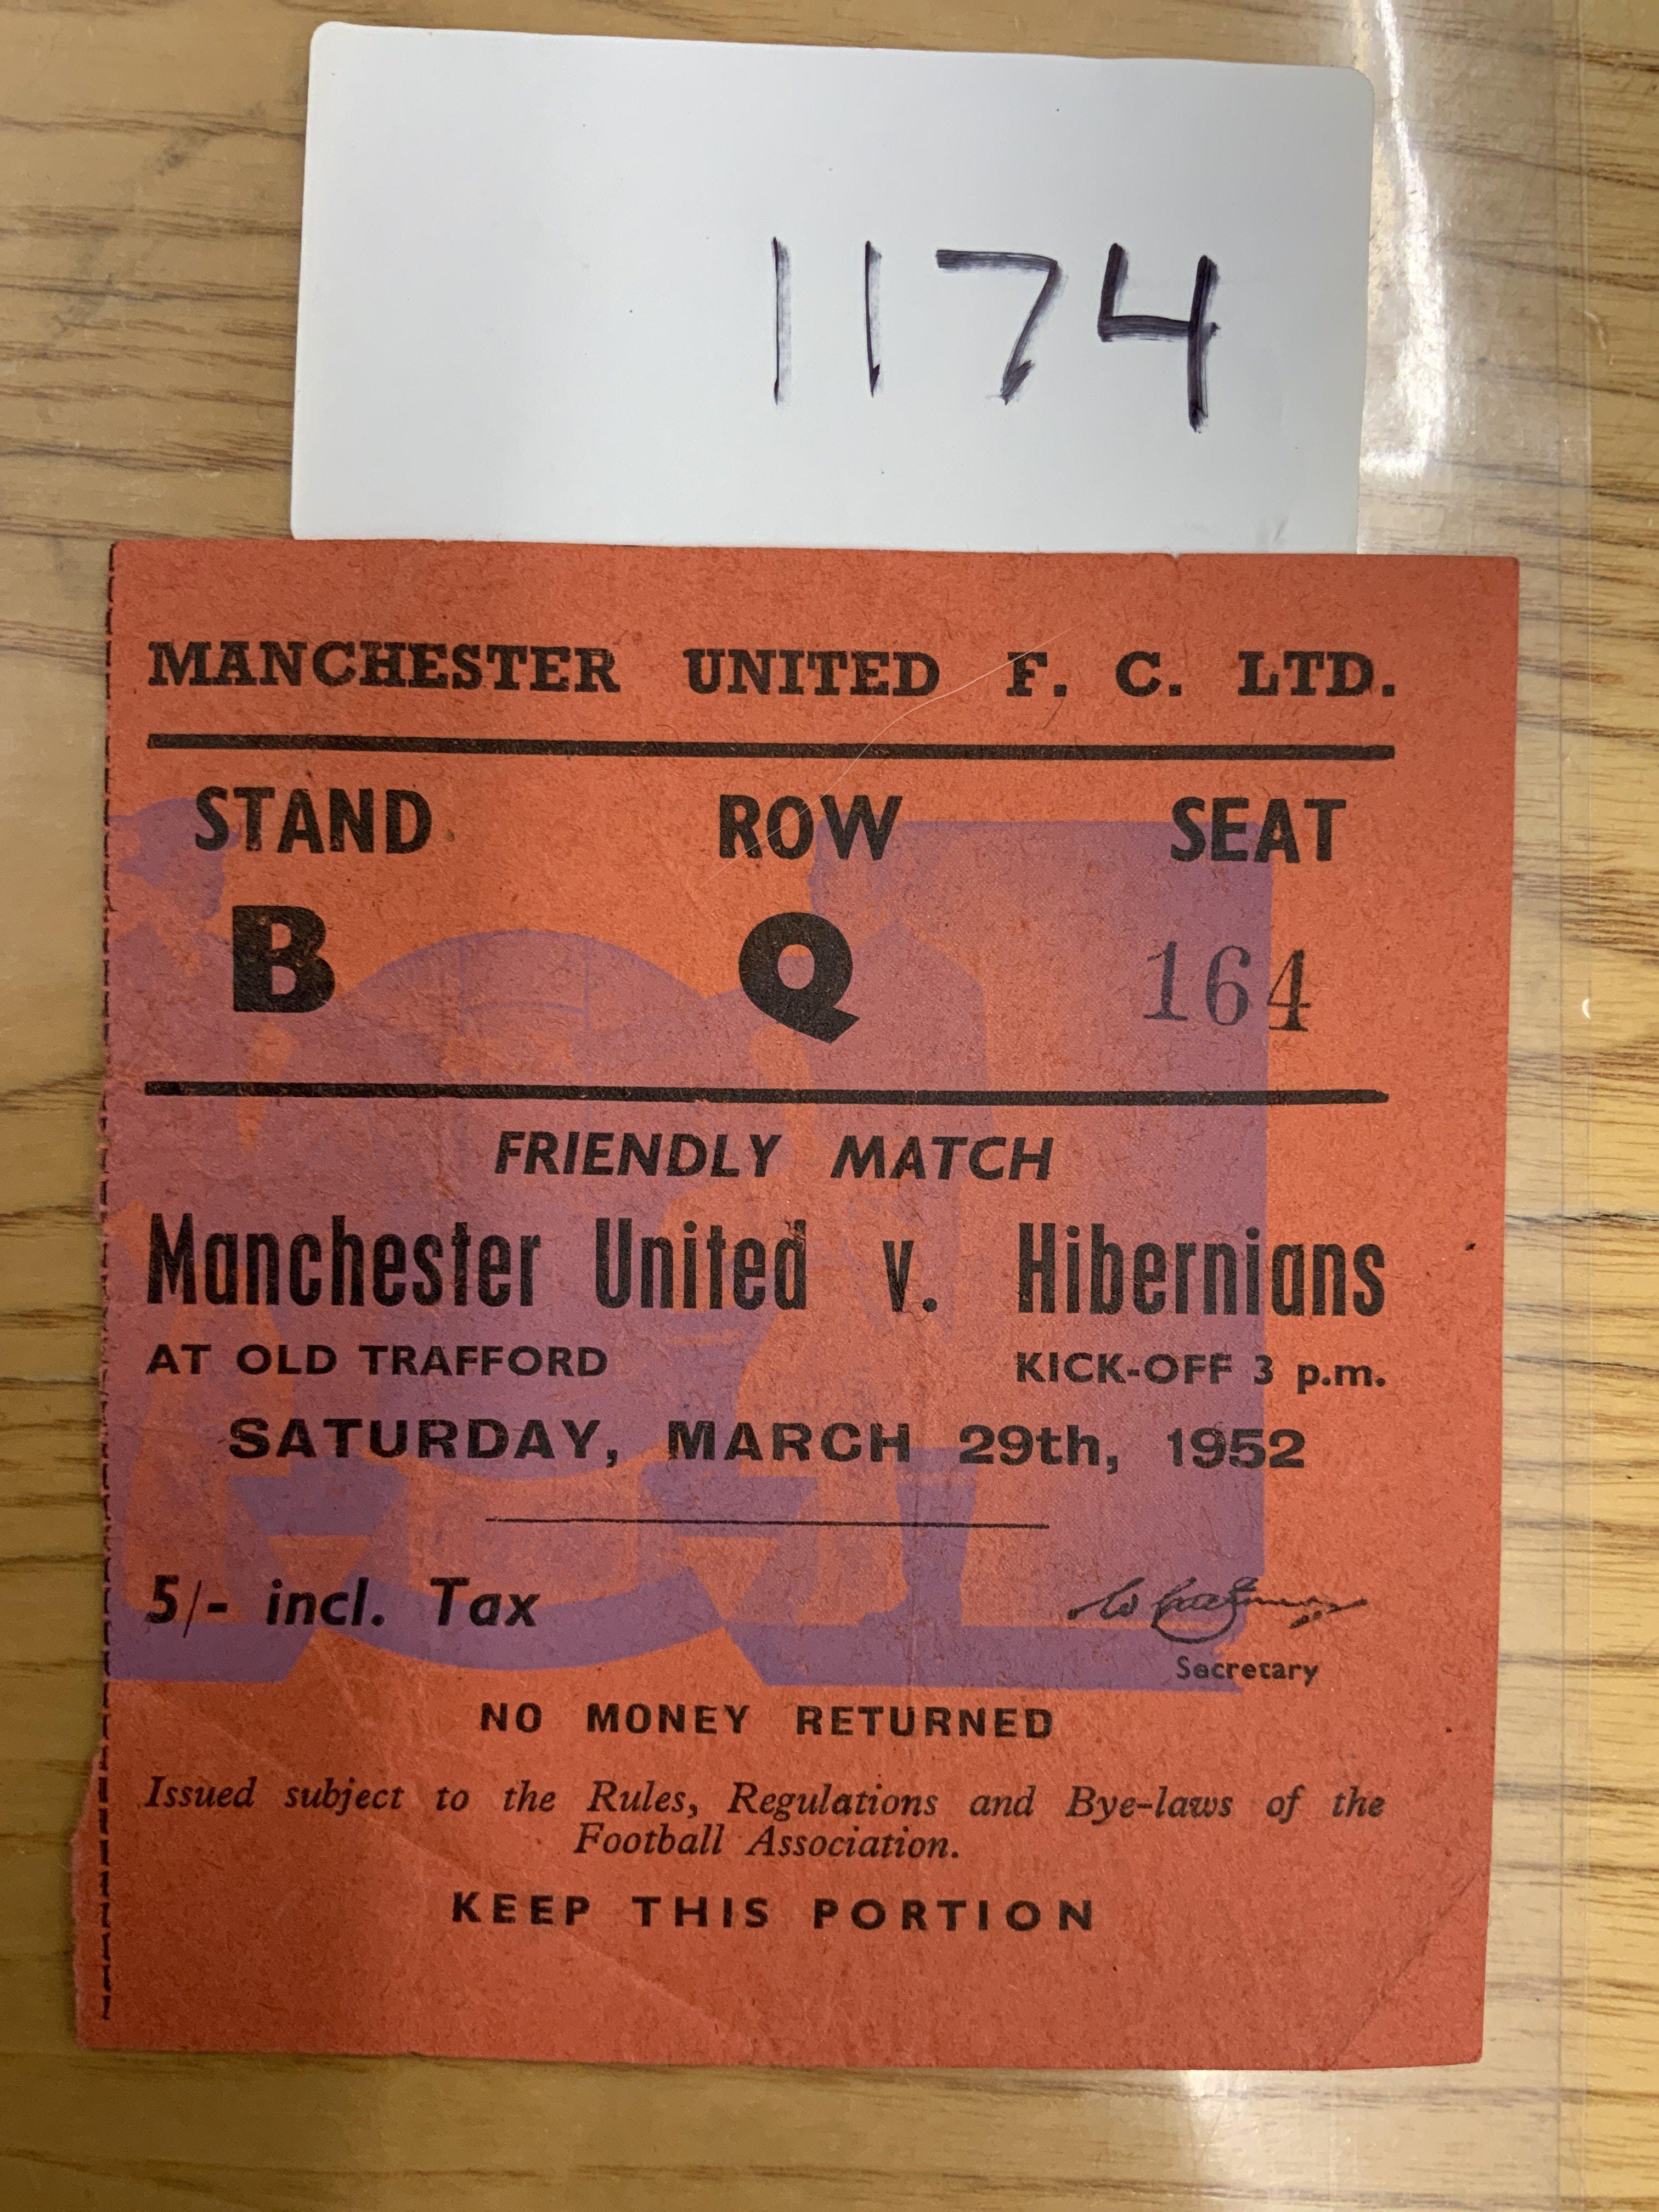 1174
MANCHESTER UNITED F. C. LTD.
STAND ROW SEAT
B Q 164
FRIENDLY MATCH
Manchester United v. Hibernians
AT OLD TRAFFORD KICK-OFF 3 p.m.
SATURDAY, MARCH 29th, 1952
5/- incl. Tax
Secretary
NO MONEY RETURNED
Issued subject to the Rules, Regulations and Bye-laws of the
Football Association.
KEEP THIS PORTION